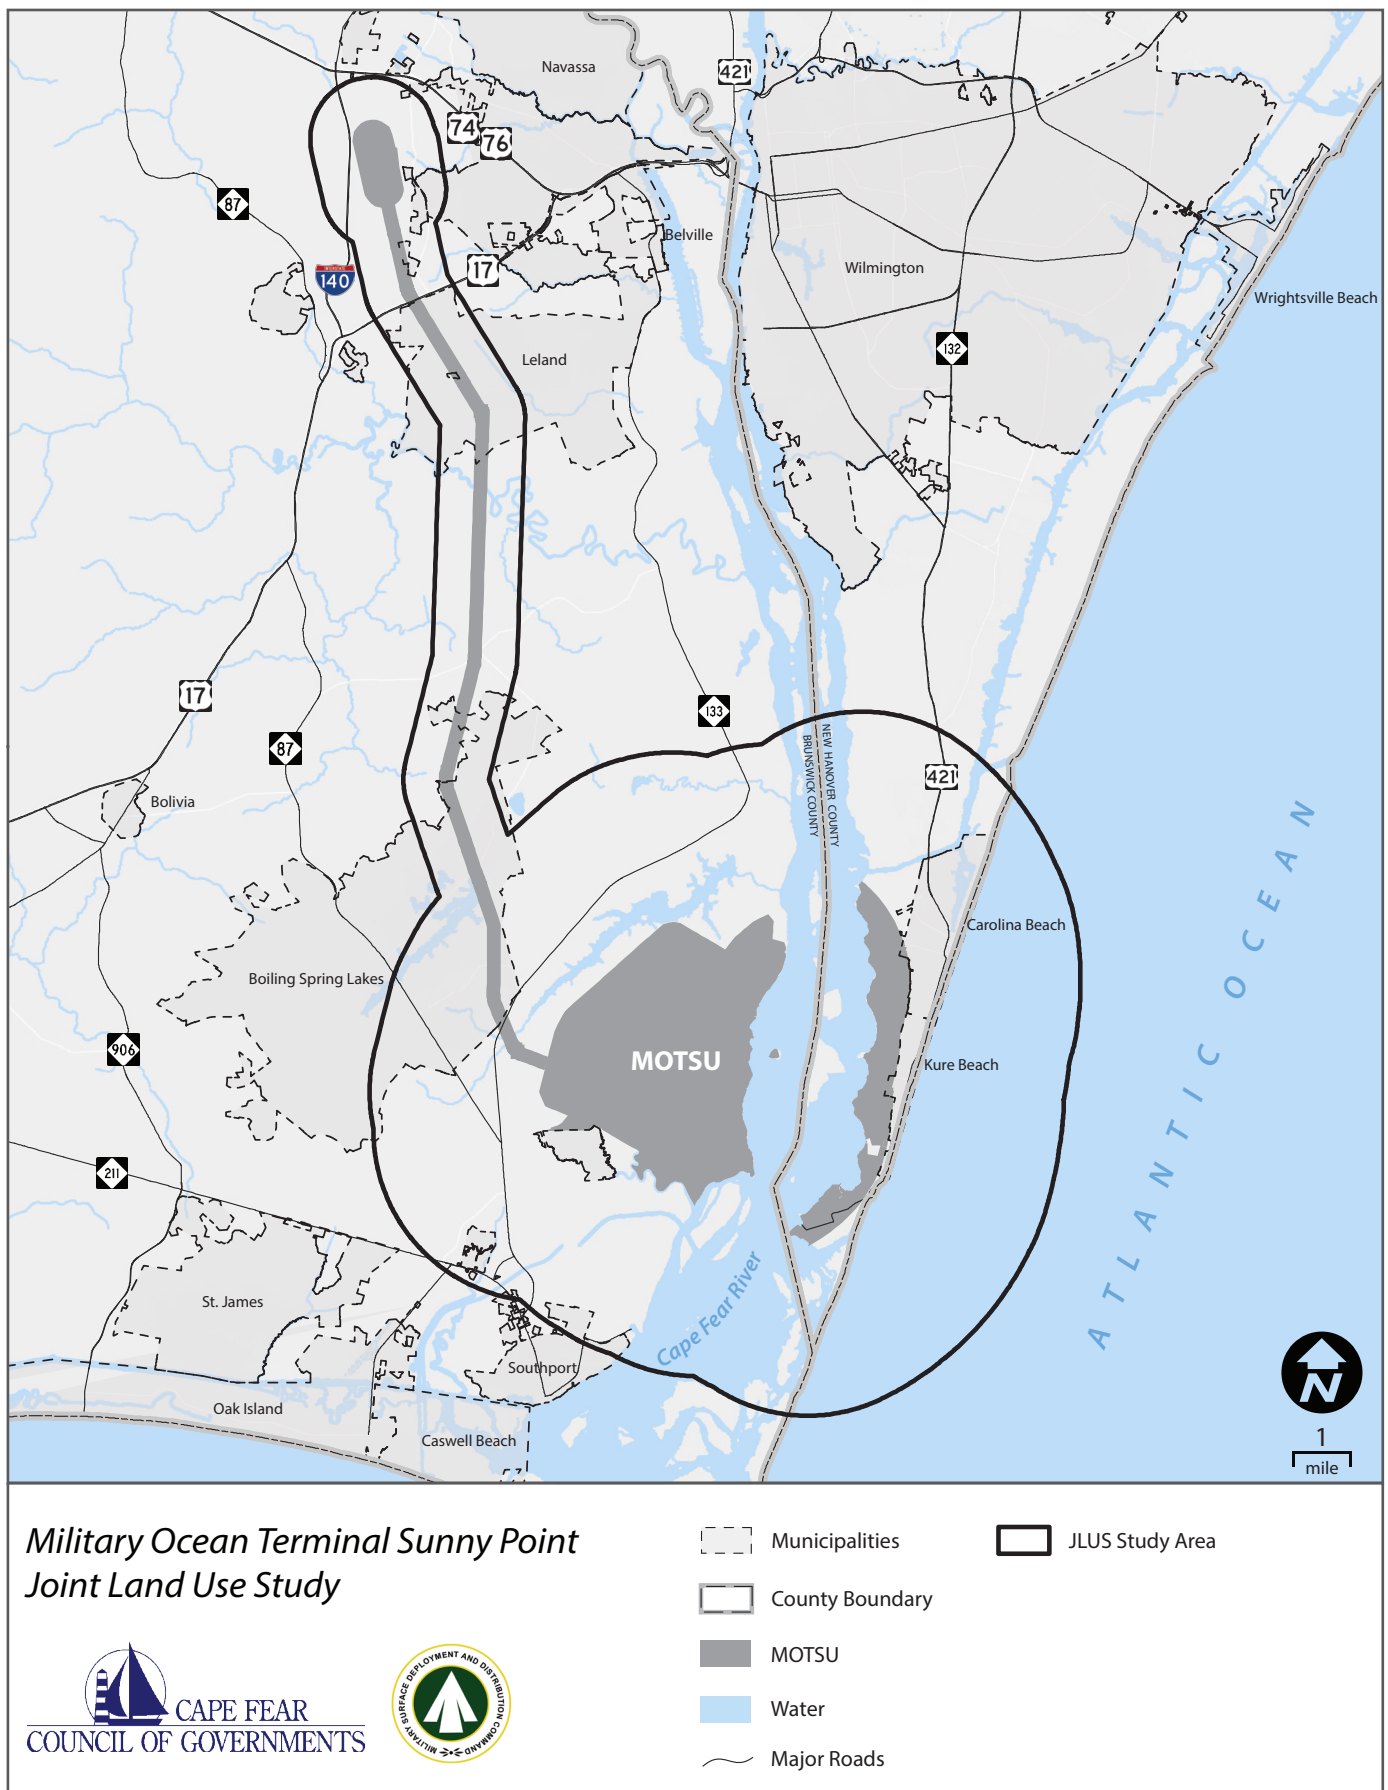 Navassa
421
74
76
87
Belville
17
INTERSTATE
140
Wilmington
Wrightsville Beach
132
Leland
17
133
87
NEW HANOVER COUNTY
BRUNSWICK COUNTY
421
Bolivia
Carolina Beach
Boiling Spring Lakes
906
MOTSU
Kure Beach
ATLANTIC OCEAN
211
St. James
Cape Fear River
Southport
Oak Island
Caswell Beach
N
1
mile
Military Ocean Terminal Sunny Point
Joint Land Use Study
CAPE FEAR
COUNCIL OF GOVERNMENTS
MILITARY SURFACE DEPLOYMENT AND DISTRIBUTION COMMAND
Municipalities
County Boundary
MOTSU
Water
Major Roads
JLUS Study Area